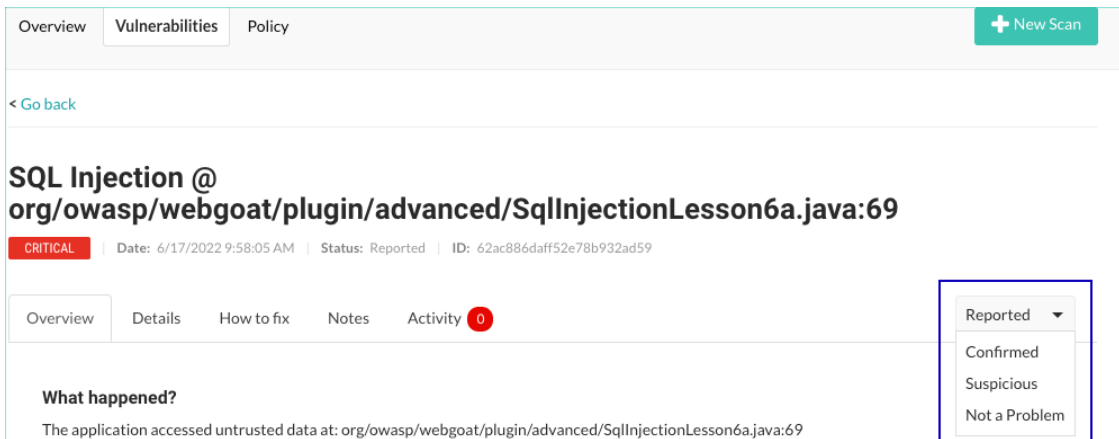 Overview Vulnerabilities Policy
New Scan
< Go back
SQL Injection @
org/owasp/webgoat/plugin/advanced/SqlInjectionLesson6a.java:69
CRITICAL | Date: 6/17/2022 9:58:05 AM | Status: Reported | ID: 62ac886daff52e78b932ad59
Overview Details How to fix Notes Activity 0
Reported
Confirmed
Suspicious
Not a Problem
What happened?
The application accessed untrusted data at: org/owasp/webgoat/plugin/advanced/SqlInjectionLesson6a.java:69